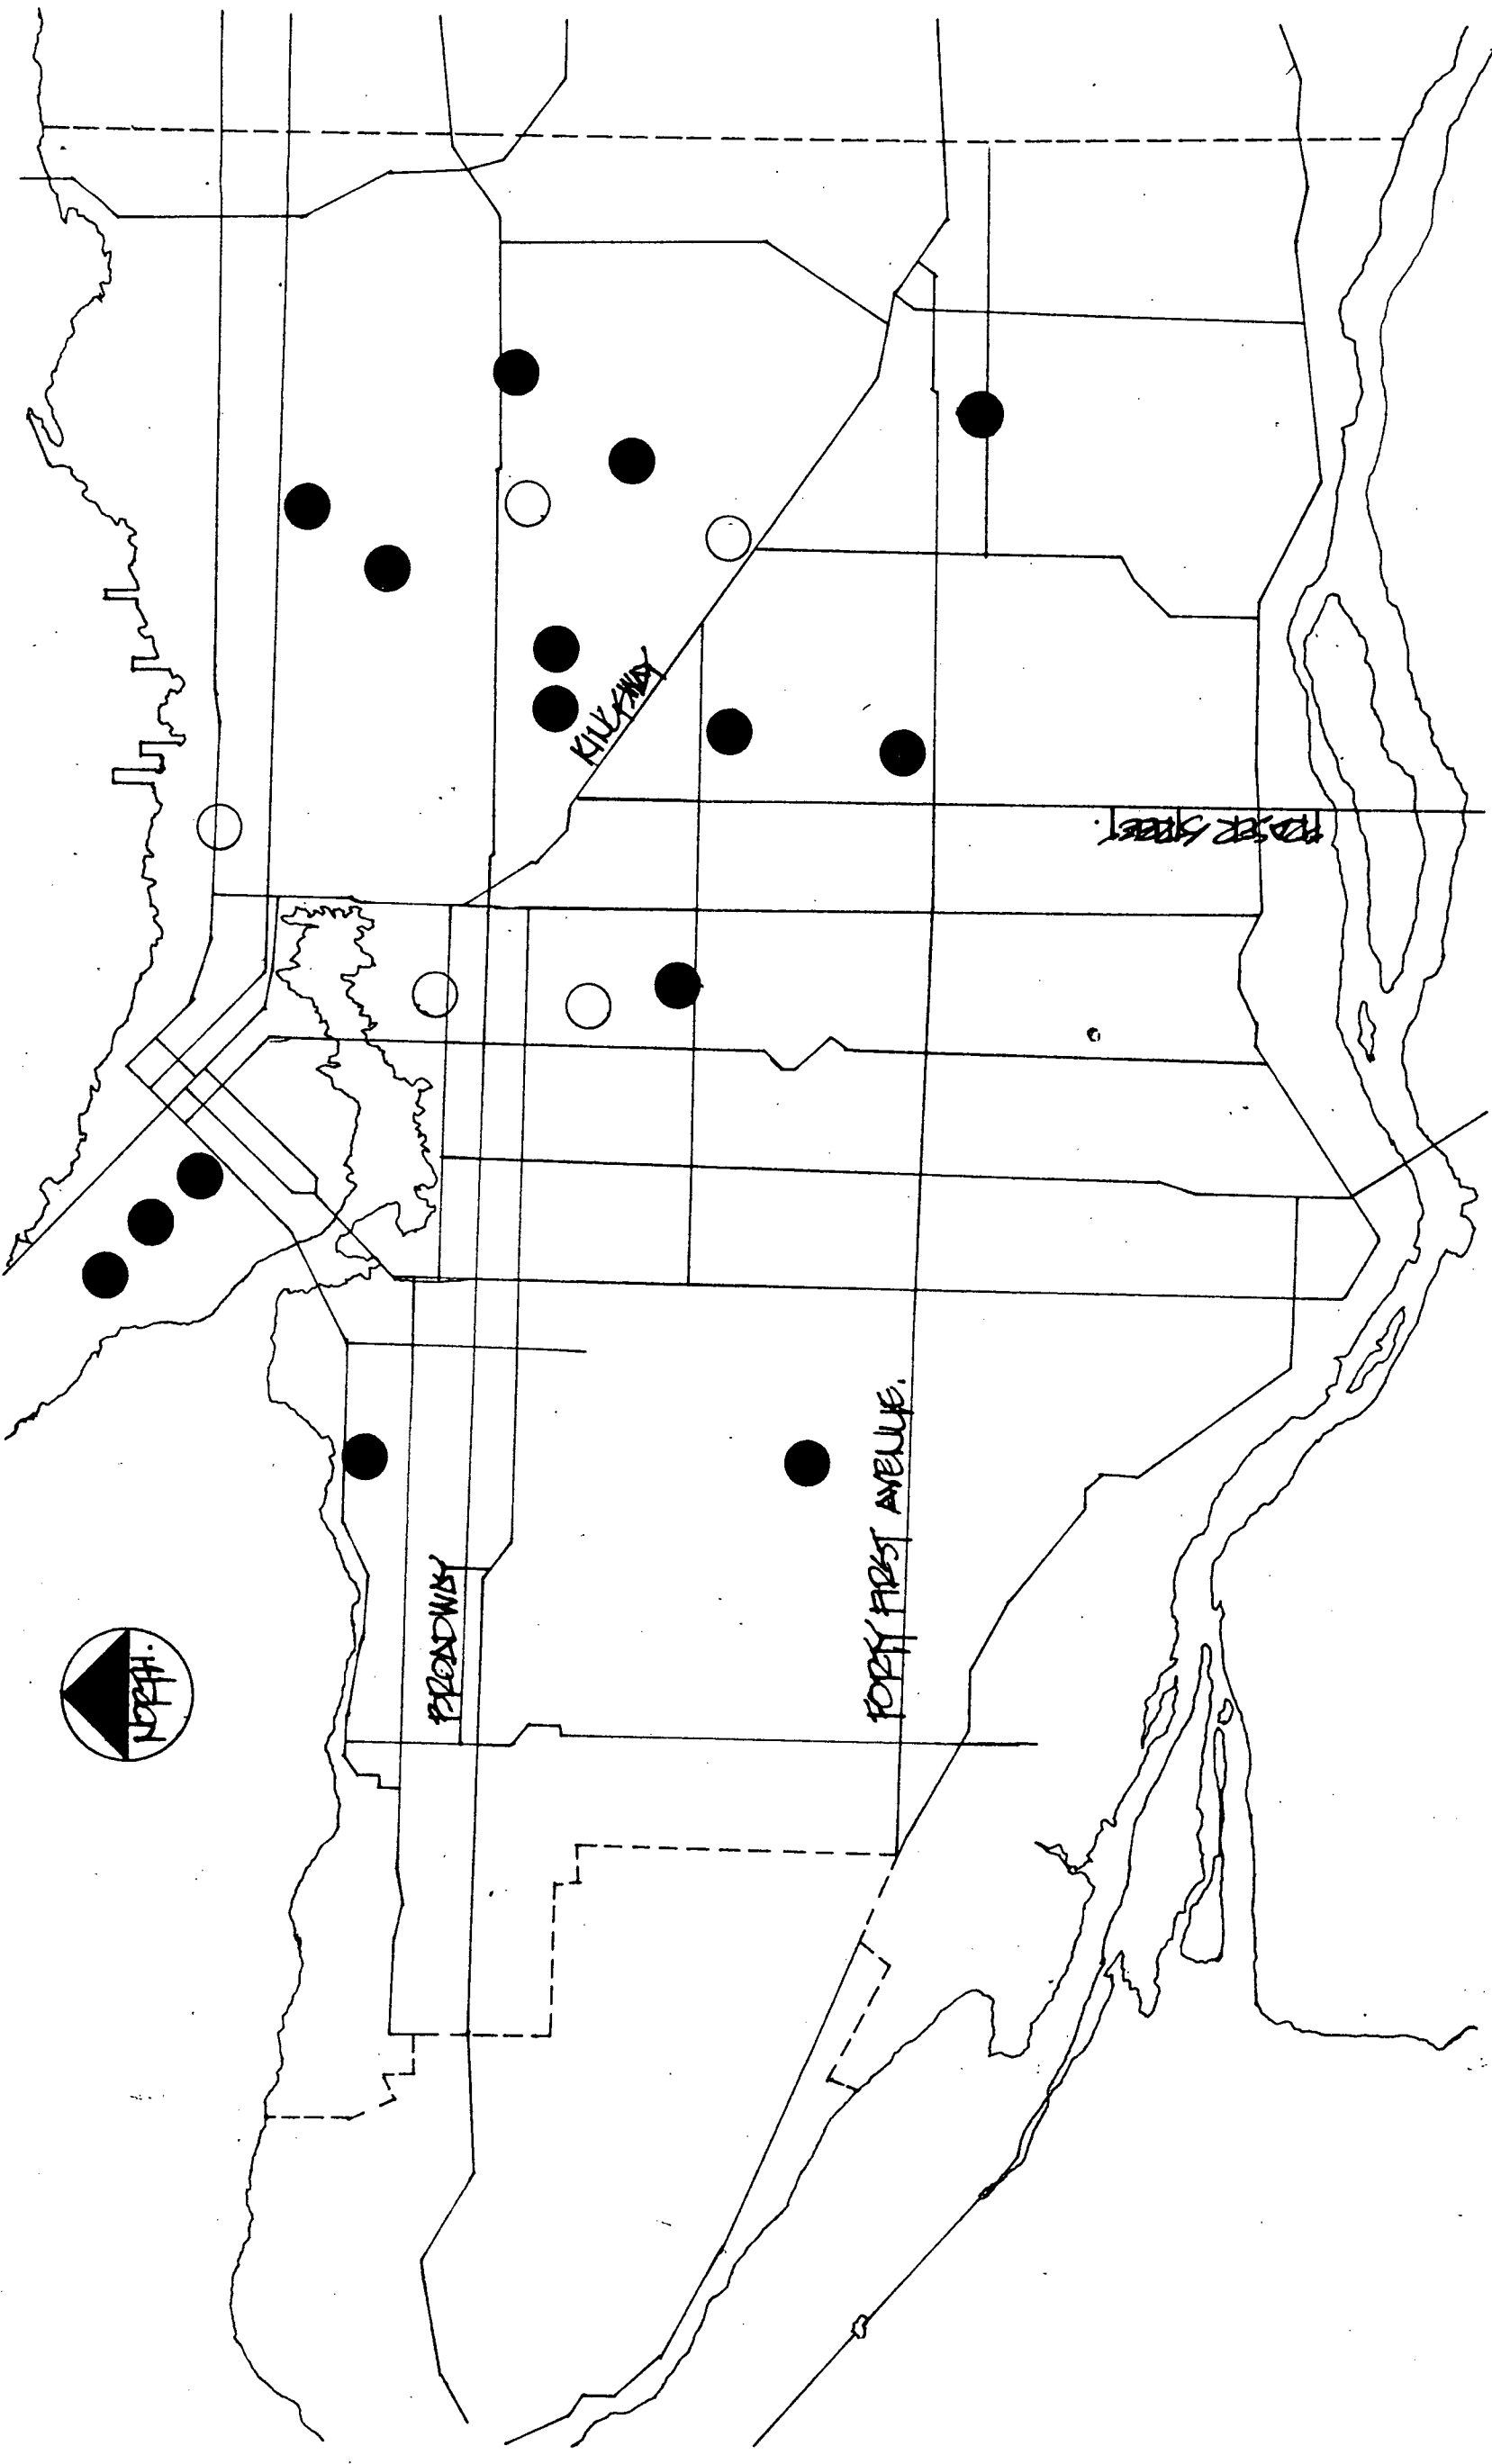 KINGSWAY
FRASER STREET.
BROADWAY
FORTY FIRST AVENUE.
NORTH.